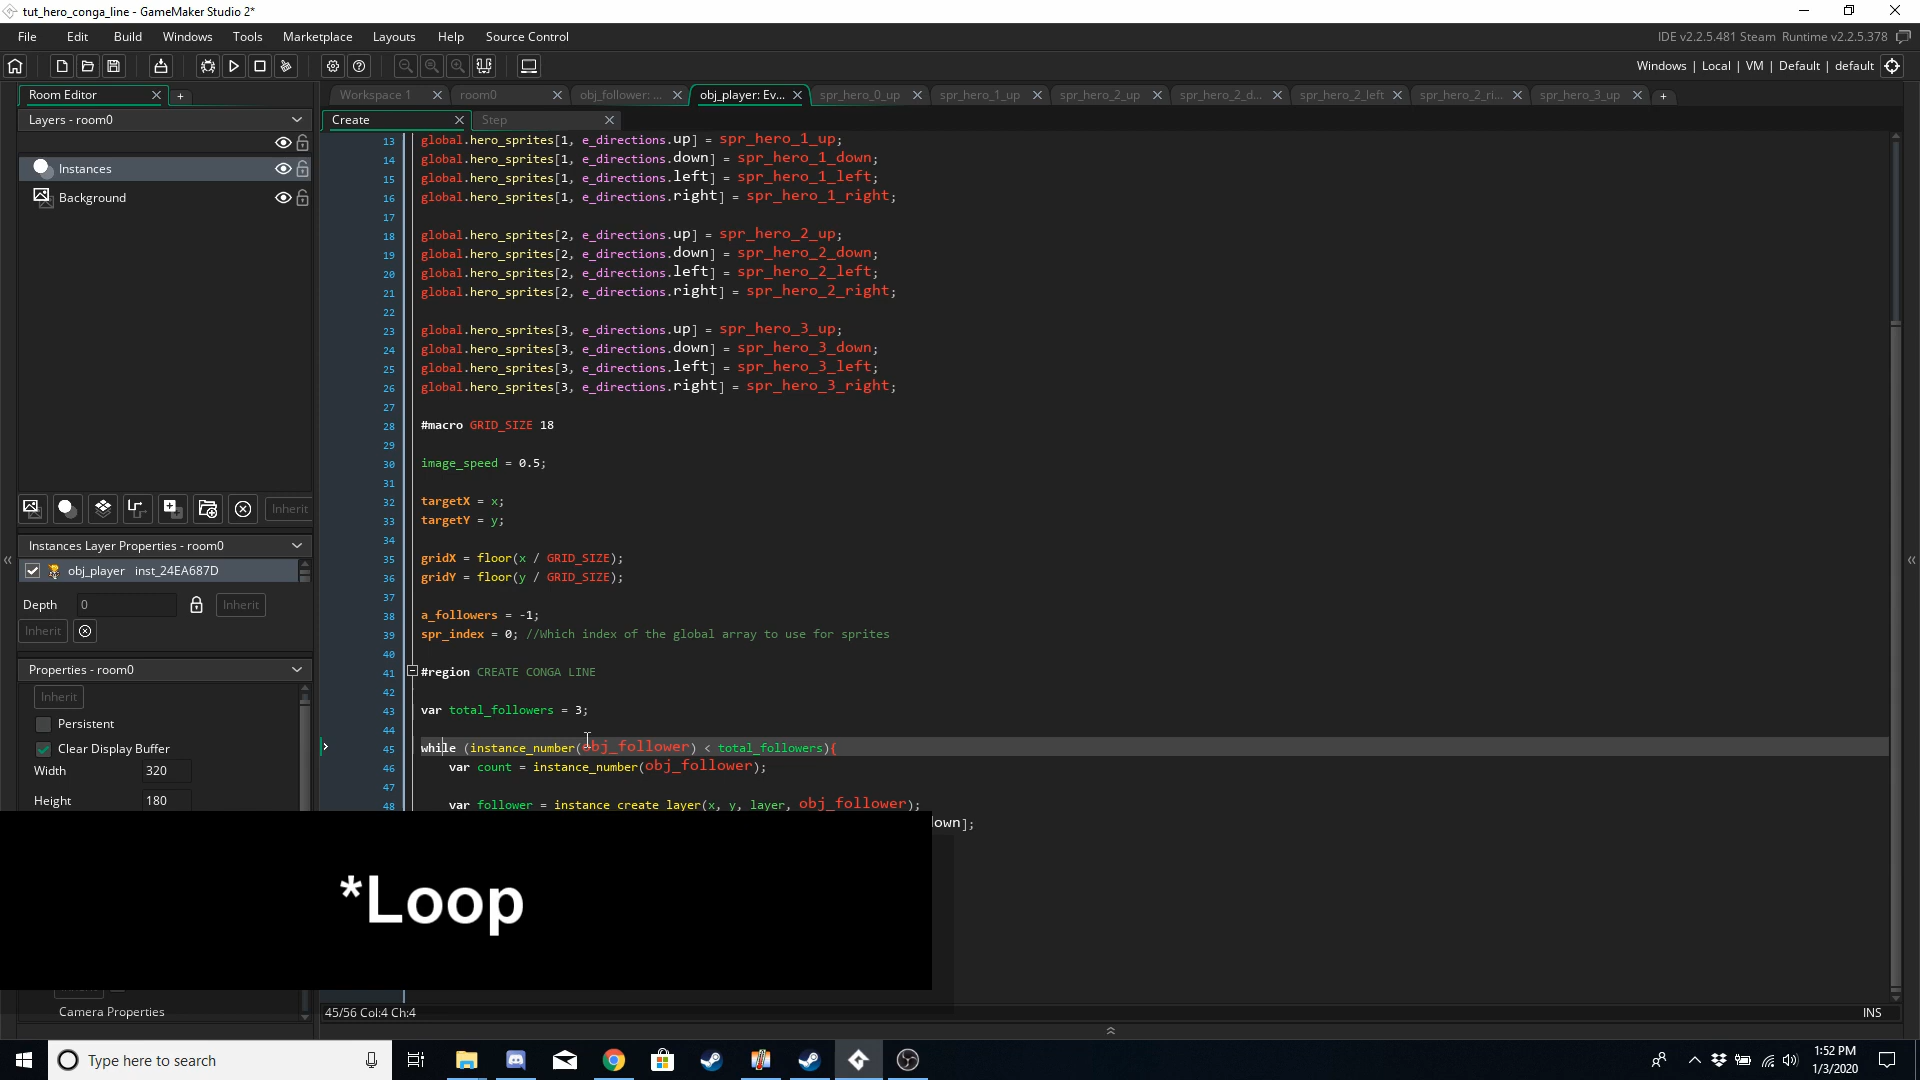 tut_hero_conga_line - GameMaker Studio 2*
File Edit Build Windows Tools Marketplace Layouts Help Source Control
IDE v2.2.5.481 Steam Runtime v2.2.5.378
Windows | Local | VM | Default | default
Room Editor
Workspace 1 room0 obj_follower: ... obj_player: Ev... spr_hero_0_up spr_hero_1_up spr_hero_2_up spr_hero_2_d... spr_hero_2_left spr_hero_2_ri... spr_hero_3_up
Layers - room0
Create Step
Instances
Background
Inherit
Instances Layer Properties - room0
obj_player inst_24EA687D
Depth 0 Inherit
Inherit
Properties - room0
Inherit
Persistent
Clear Display Buffer
Width 320
Height 180
Camera Properties
13 global.hero_sprites[1, e_directions.up] = spr_hero_1_up;
14 global.hero_sprites[1, e_directions.down] = spr_hero_1_down;
15 global.hero_sprites[1, e_directions.left] = spr_hero_1_left;
16 global.hero_sprites[1, e_directions.right] = spr_hero_1_right;
17
18 global.hero_sprites[2, e_directions.up] = spr_hero_2_up;
19 global.hero_sprites[2, e_directions.down] = spr_hero_2_down;
20 global.hero_sprites[2, e_directions.left] = spr_hero_2_left;
21 global.hero_sprites[2, e_directions.right] = spr_hero_2_right;
22
23 global.hero_sprites[3, e_directions.up] = spr_hero_3_up;
24 global.hero_sprites[3, e_directions.down] = spr_hero_3_down;
25 global.hero_sprites[3, e_directions.left] = spr_hero_3_left;
26 global.hero_sprites[3, e_directions.right] = spr_hero_3_right;
27
28 #macro GRID_SIZE 18
29
30 image_speed = 0.5;
31
32 targetX = x;
33 targetY = y;
34
35 gridX = floor(x / GRID_SIZE);
36 gridY = floor(y / GRID_SIZE);
37
38 a_followers = -1;
39 spr_index = 0; //Which index of the global array to use for sprites
40
41 #region CREATE CONGA LINE
42
43 var total_followers = 3;
44
45 while (instance_number(obj_follower) < total_followers){
46 var count = instance_number(obj_follower);
47
48 var follower = instance_create_layer(x, y, layer, obj_follower);
down];
*Loop
45/56 Col:4 Ch:4
INS
Type here to search
1:52 PM
1/3/2020